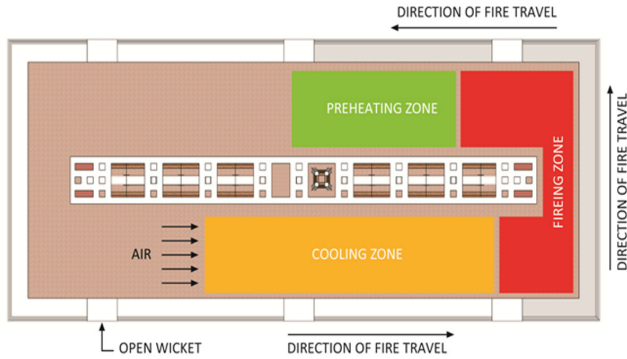 DIRECTION OF FIRE TRAVEL
PREHEATING ZONE
FIREING ZONE
DIRECTION OF FIRE TRAVEL
AIR
COOLING ZONE
OPEN WICKET
DIRECTION OF FIRE TRAVEL